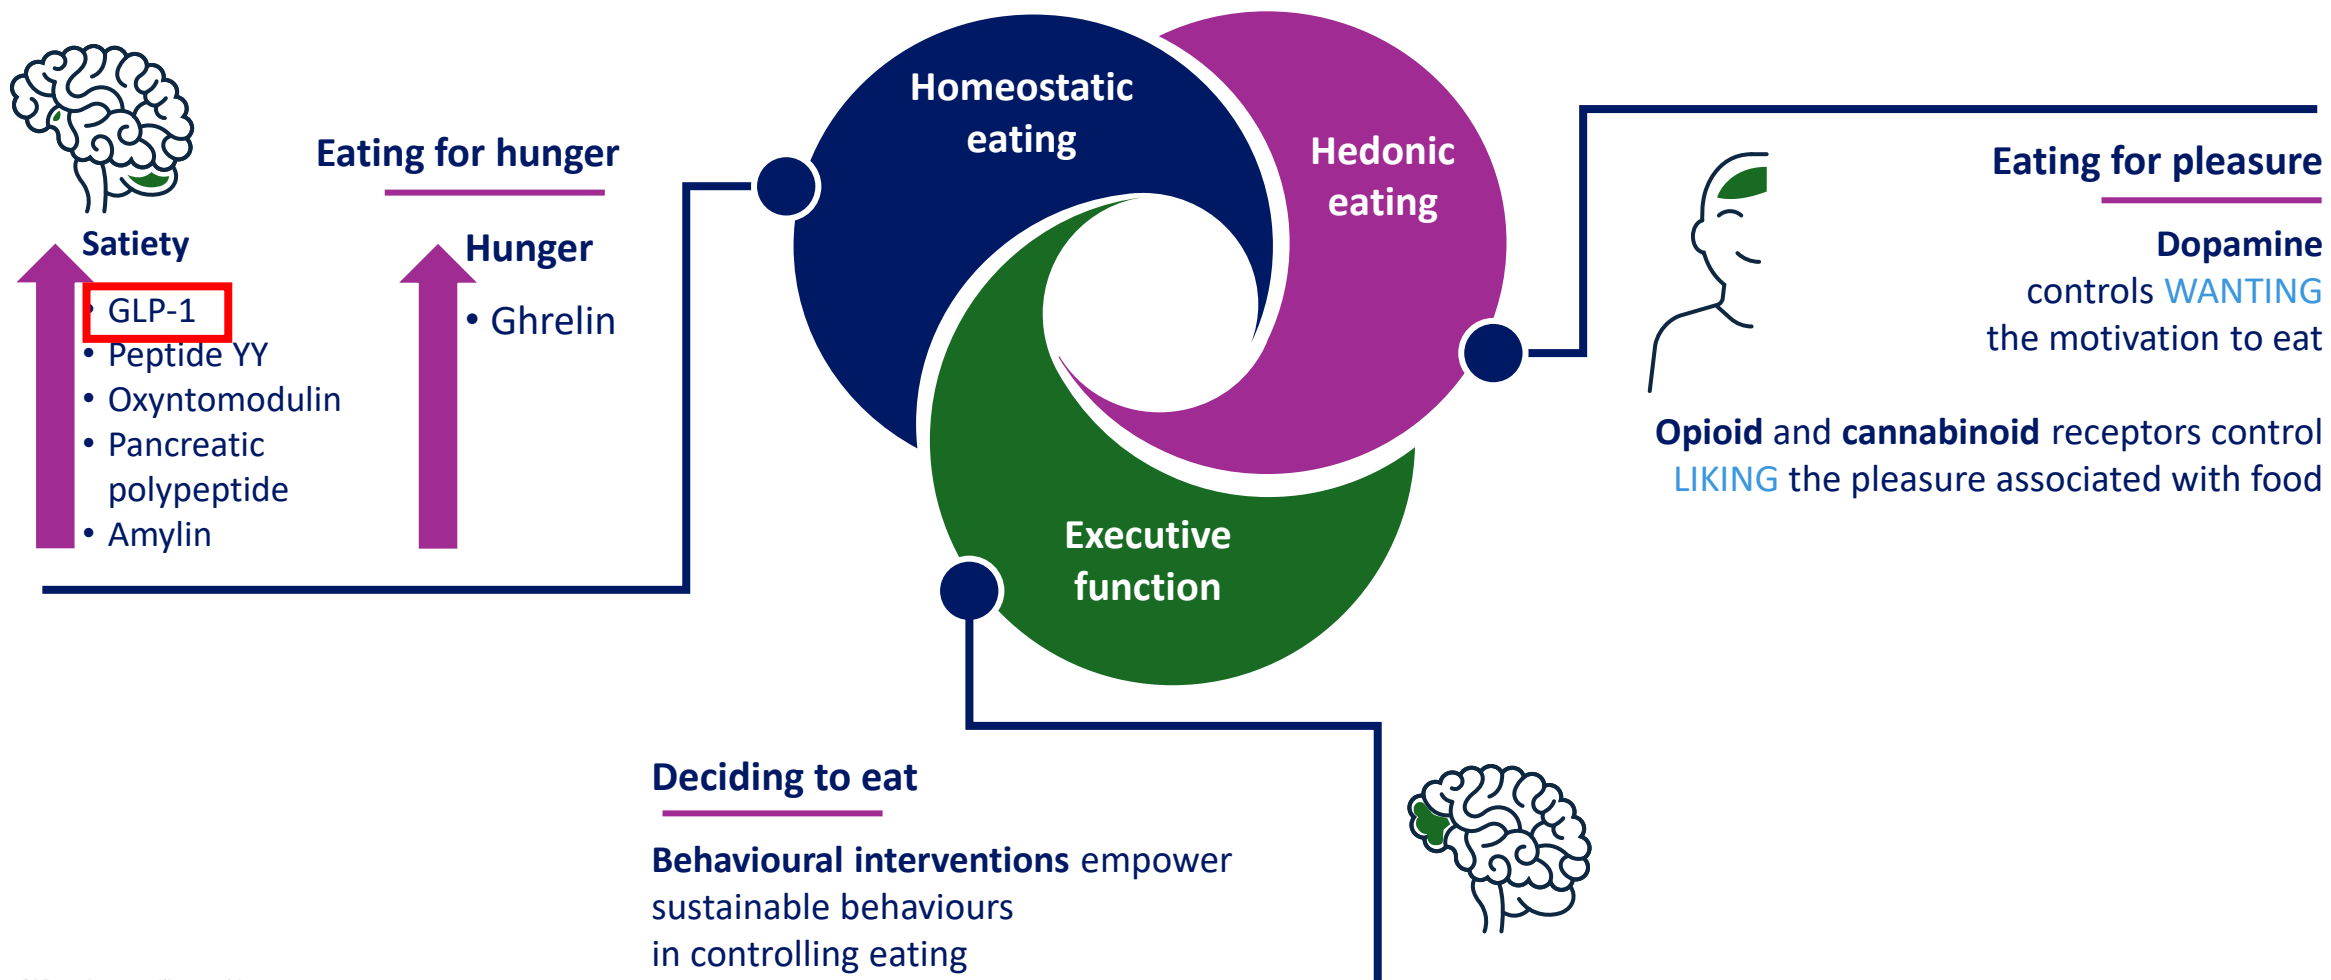 Homeostatic
eating
Hedonic
eating
Executive
function
Eating for hunger
Satiety
• GLP-1
• Peptide YY
• Oxyntomodulin
• Pancreatic
polypeptide
• Amylin
Hunger
• Ghrelin
Eating for pleasure
Dopamine
controls WANTING
the motivation to eat
Opioid and cannabinoid receptors control
LIKING the pleasure associated with food
Deciding to eat
Behavioural interventions empower
sustainable behaviours
in controlling eating